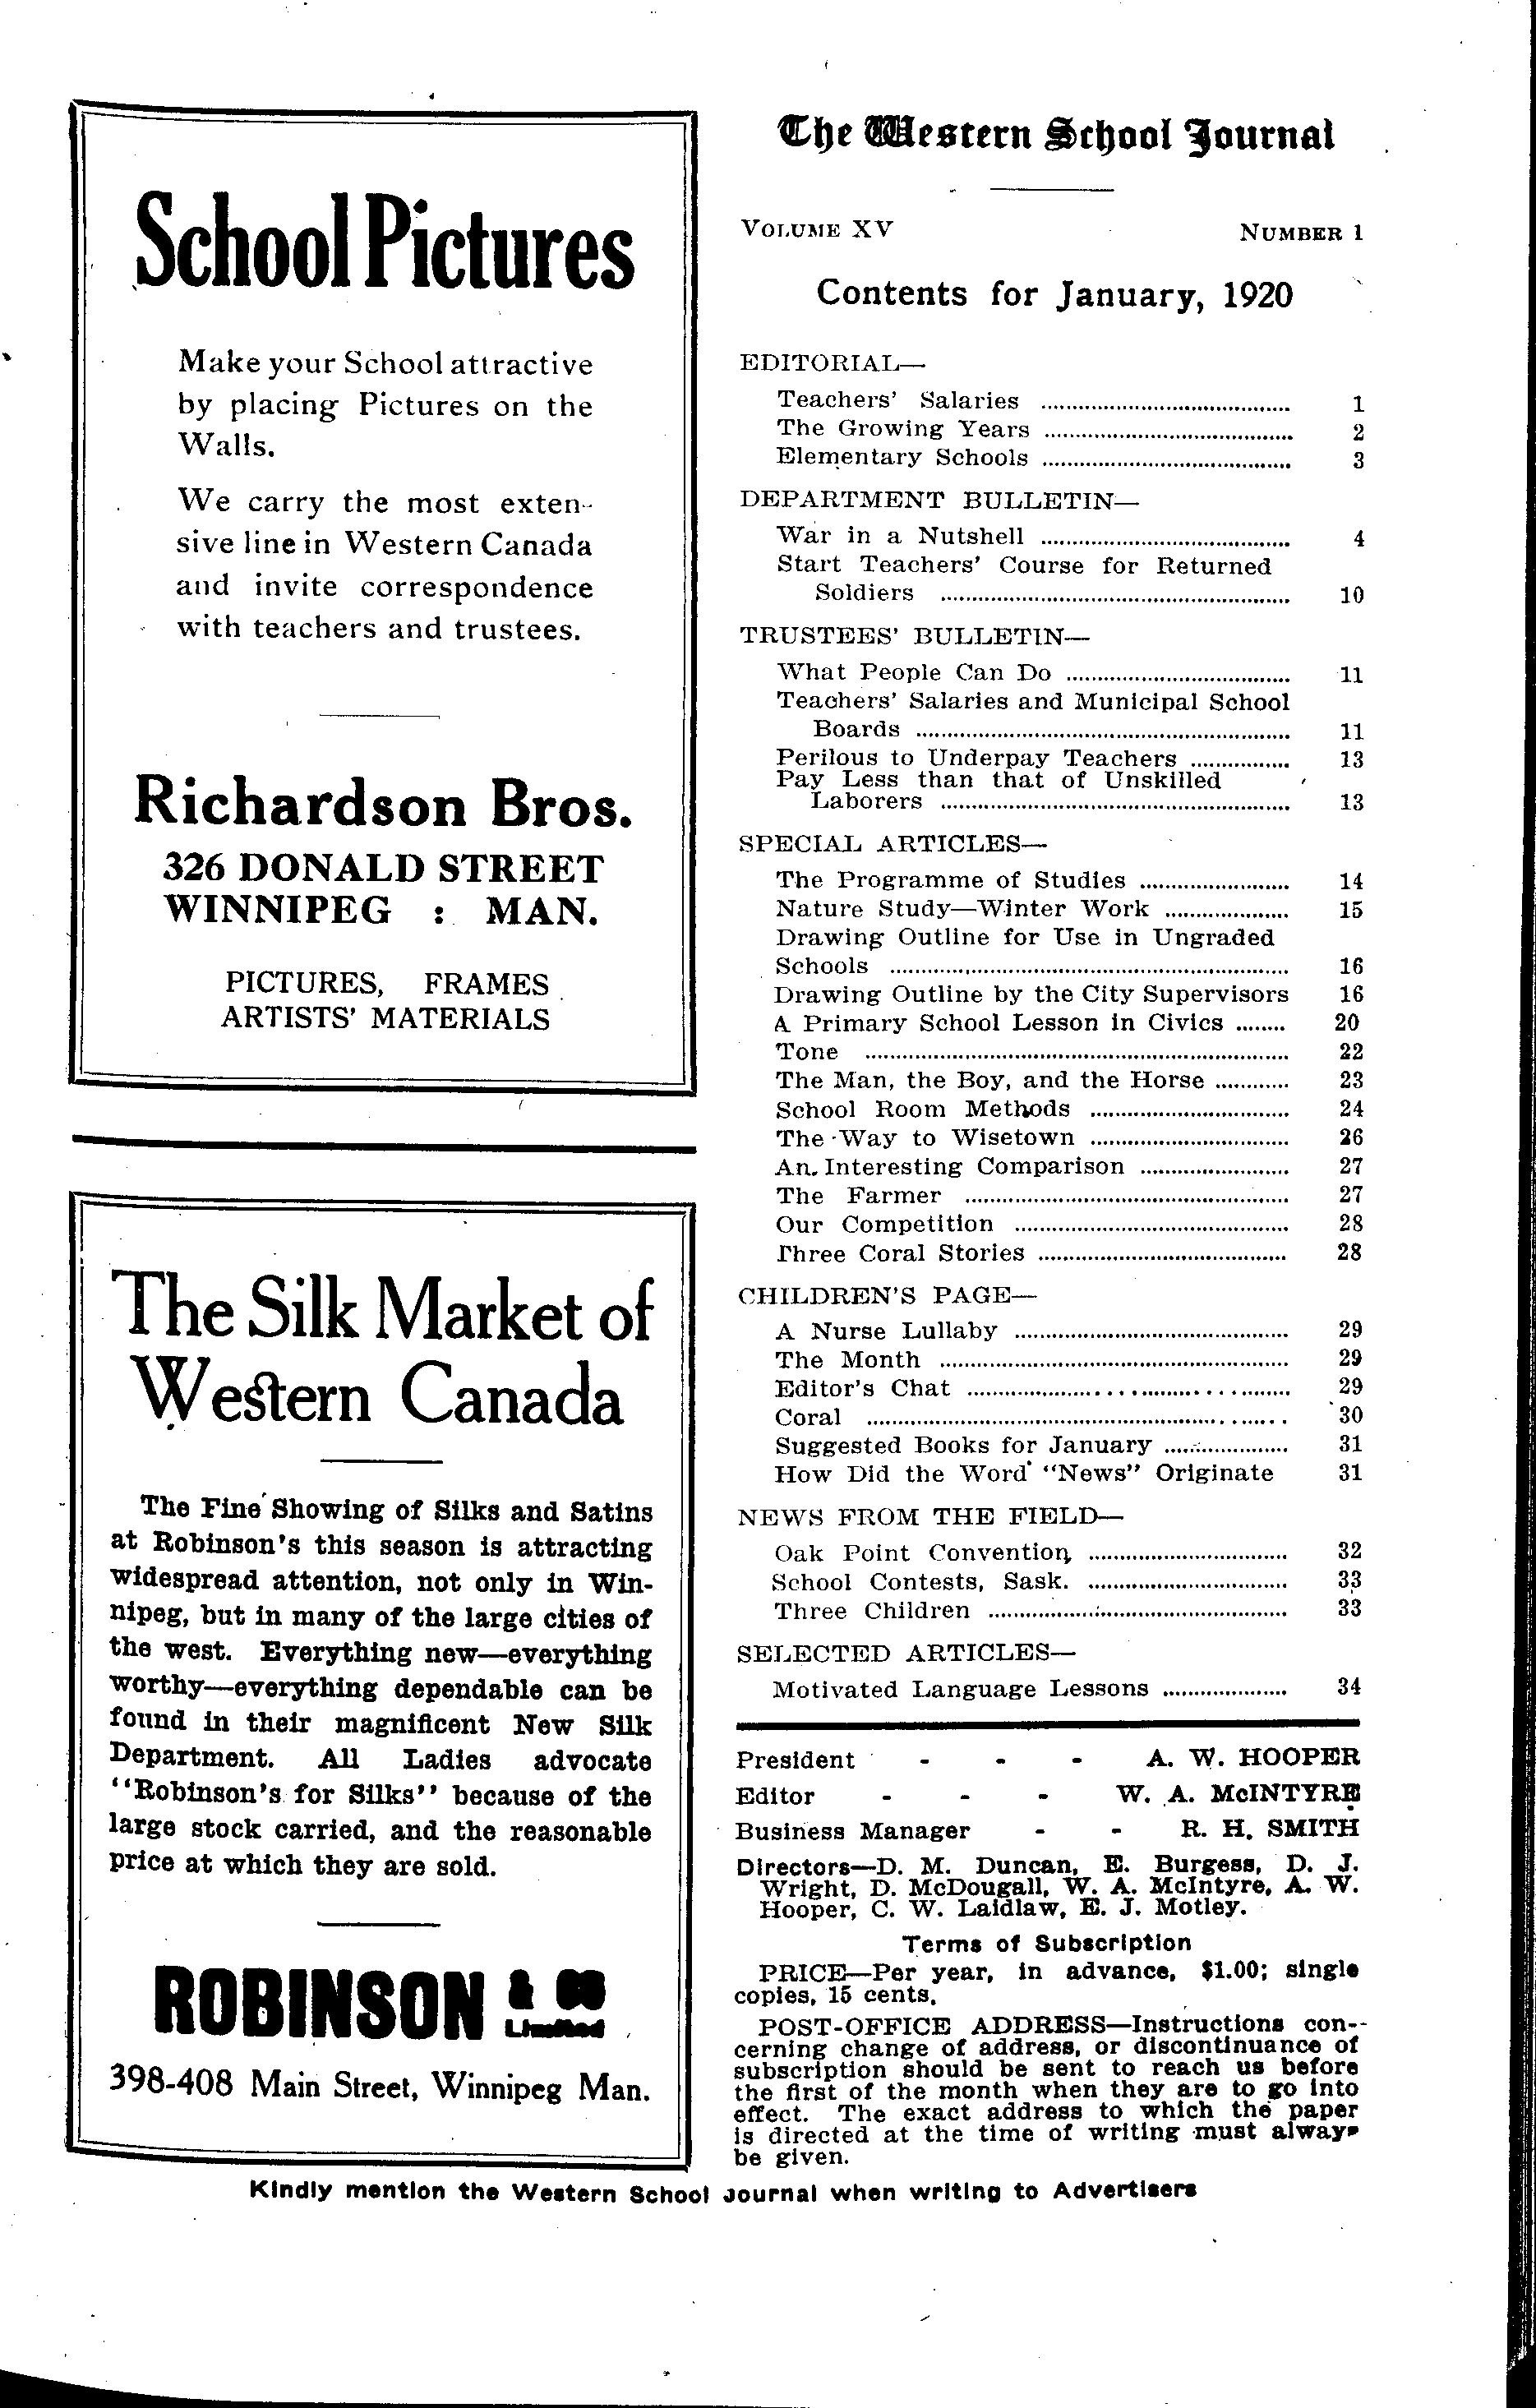 School Pictures
Make your School attractive
by placing Pictures on the
Walls.
We carry the most exten-
sive line in Western Canada
and invite correspondence
with teachers and trustees.
Richardson Bros.
326 DONALD STREET
WINNIPEG : MAN.
PICTURES, FRAMES
ARTISTS' MATERIALS
The Silk Market of
Western Canada
The Fine Showing of Silks and Satins
at Robinson's this season is attracting
widespread attention, not only in Win-
nipeg, but in many of the large cities of
the west. Everything new—everything
worthy—everything dependable can be
found in their magnificent New Silk
Department. All Ladies advocate
"Robinson's for Silks" because of the
large stock carried, and the reasonable
price at which they are sold.
ROBINSON & Co
Limited
398-408 Main Street, Winnipeg Man.
The Western School Journal
VOLUME XV NUMBER 1
Contents for January, 1920
EDITORIAL—
Teachers' Salaries ........ 1
The Growing Years ........ 2
Elementary Schools ........ 3
DEPARTMENT BULLETIN—
War in a Nutshell ........ 4
Start Teachers' Course for Returned
Soldiers ........ 10
TRUSTEES' BULLETIN—
What People Can Do ........ 11
Teachers' Salaries and Municipal School
Boards ........ 11
Perilous to Underpay Teachers ........ 13
Pay Less than that of Unskilled
Laborers ........ 13
SPECIAL ARTICLES—
The Programme of Studies ........ 14
Nature Study—Winter Work ........ 15
Drawing Outline for Use in Ungraded
Schools ........ 16
Drawing Outline by the City Supervisors 16
A Primary School Lesson in Civics ........ 20
Tone ........ 22
The Man, the Boy, and the Horse ........ 23
School Room Methods ........ 24
The Way to Wisetown ........ 26
An Interesting Comparison ........ 27
The Farmer ........ 27
Our Competition ........ 28
Three Coral Stories ........ 28
CHILDREN'S PAGE—
A Nurse Lullaby ........ 29
The Month ........ 29
Editor's Chat ........ 29
Coral ........ 30
Suggested Books for January ........ 31
How Did the Word "News" Originate 31
NEWS FROM THE FIELD—
Oak Point Convention ........ 32
School Contests, Sask. ........ 33
Three Children ........ 33
SELECTED ARTICLES—
Motivated Language Lessons ........ 34
President - - - A. W. HOOPER
Editor - - - W. A. McINTYRE
Business Manager - - R. H. SMITH
Directors—D. M. Duncan, E. Burgess, D. J.
Wright, D. McDougall, W. A. McIntyre, A. W.
Hooper, C. W. Laidlaw, E. J. Motley.
Terms of Subscription
PRICE—Per year, in advance, $1.00; single
copies, 15 cents.
POST-OFFICE ADDRESS—Instructions con-
cerning change of address, or discontinuance of
subscription should be sent to reach us before
the first of the month when they are to go into
effect. The exact address to which the paper
is directed at the time of writing must always
be given.
Kindly mention the Western School Journal when writing to Advertisers